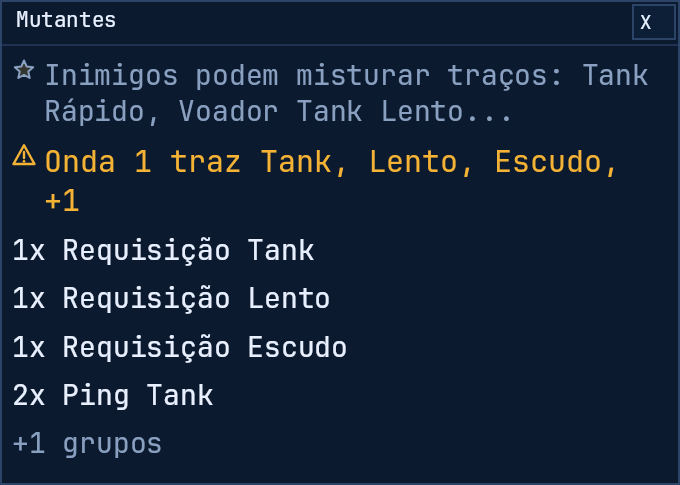 Mutantes
X
Inimigos podem misturar traços: Tank
Rápido, Voador Tank Lento...
Onda 1 traz Tank, Lento, Escudo,
+1
1x Requisição Tank
1x Requisição Lento
1x Requisição Escudo
2x Ping Tank
+1 grupos